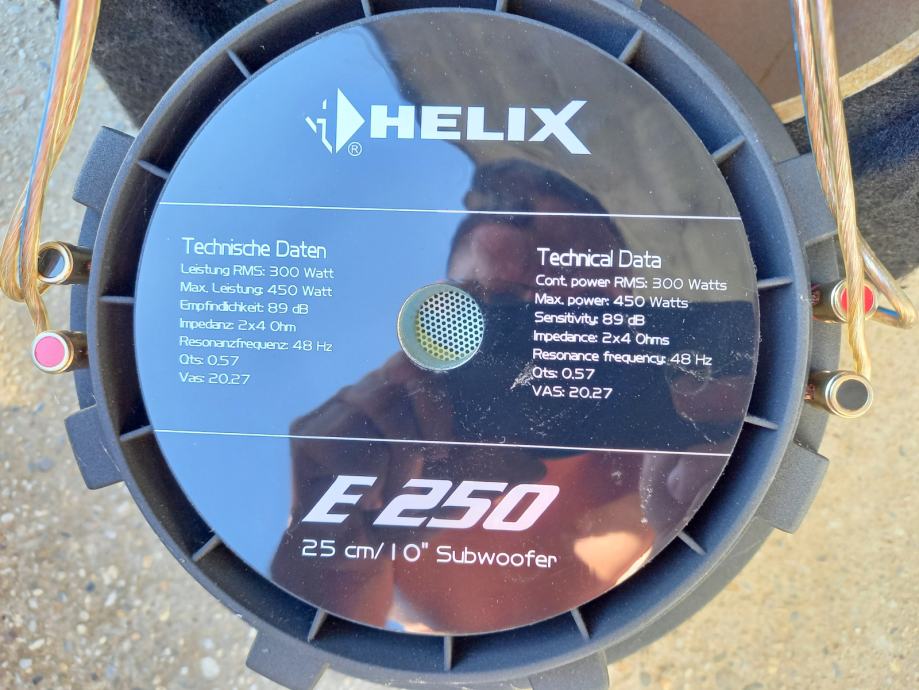 HELIX
®
Technische Daten
Leistung RMS: 300 Watt
Max. Leistung: 450 Watt
Empfindlichkeit: 89 dB
Impedanz: 2x4 Ohm
Resonanzfrequenz: 48 Hz
Qts: 0.57
Vas: 20.27
Technical Data
Cont. power RMS: 300 Watts
Max. power: 450 Watts
Sensitivity: 89 dB
Impedance: 2x4 Ohms
Resonance frequency: 48 Hz
Qts: 0.57
VAS: 20.27
E 250
25 cm/10" Subwoofer